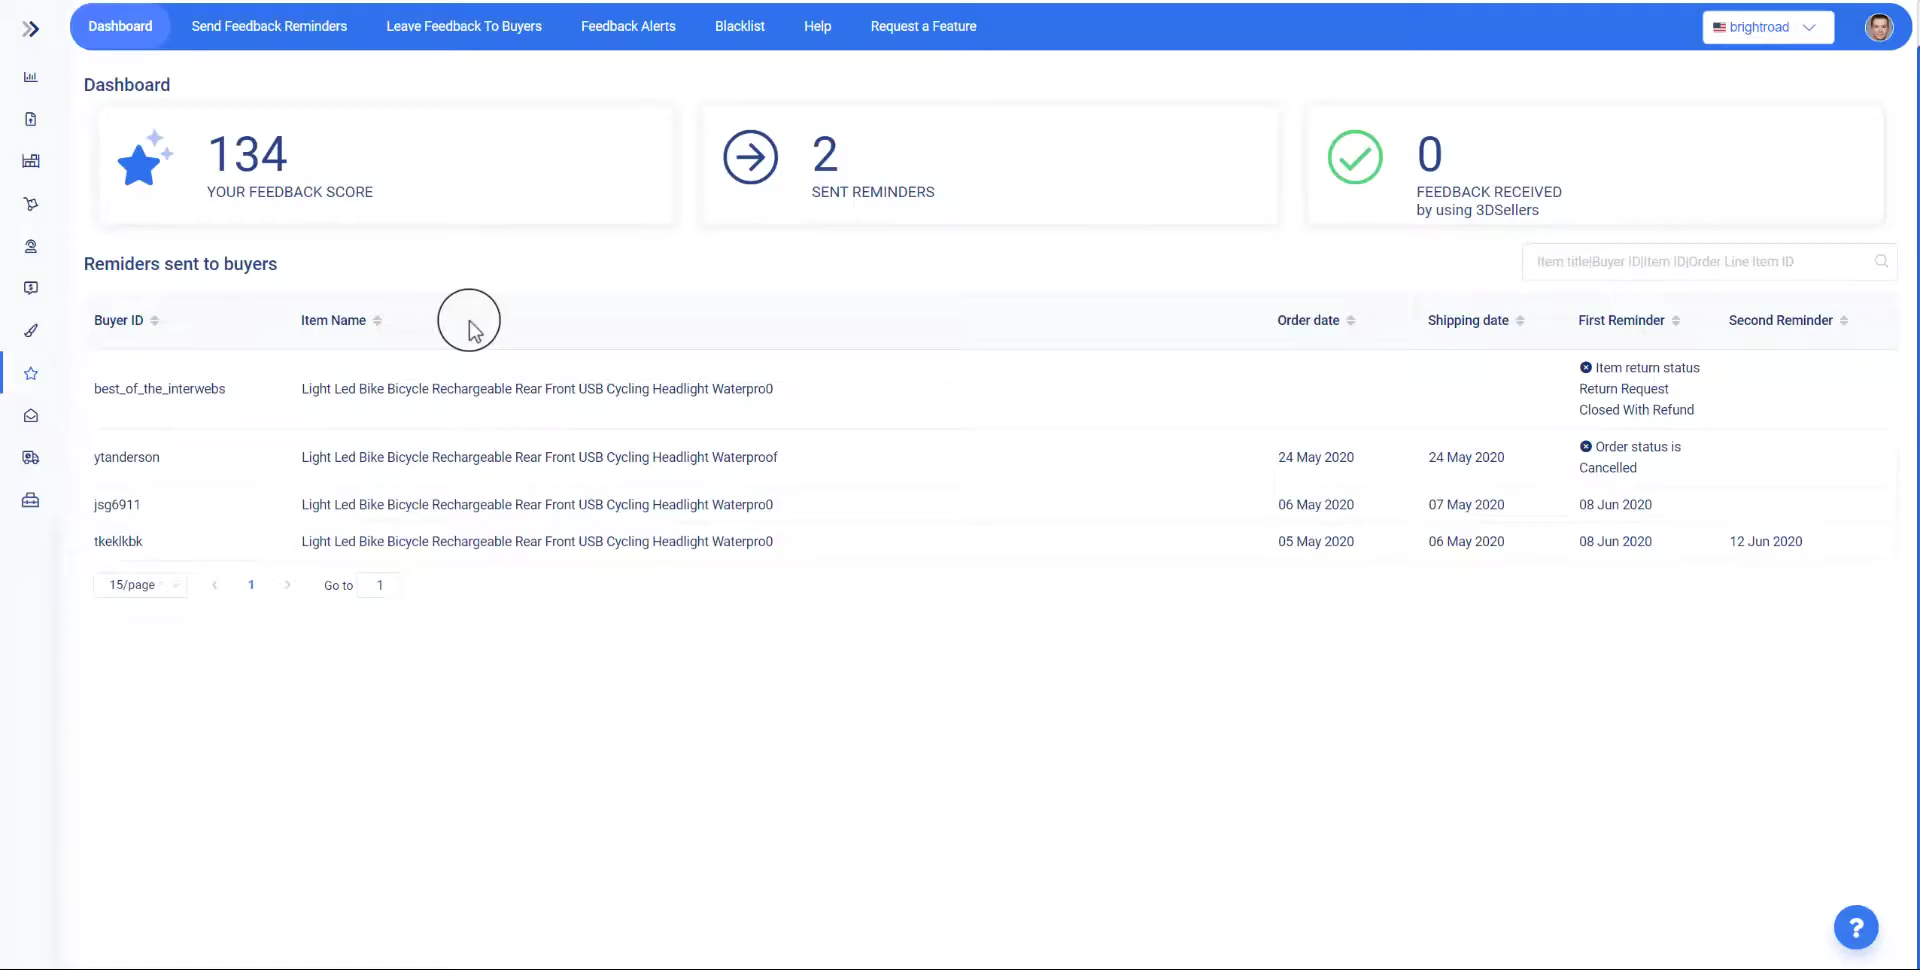 Dashboard Send Feedback Reminders Leave Feedback To Buyers Feedback Alerts Blacklist Help Request a Feature brightroad
Dashboard
134
YOUR FEEDBACK SCORE
2
SENT REMINDERS
0
FEEDBACK RECEIVED
by using 3DSellers
Remiders sent to buyers
Item title|Buyer ID|Item ID|Order Line Item ID
Buyer ID Item Name Order date Shipping date First Reminder Second Reminder
best_of_the_interwebs Light Led Bike Bicycle Rechargeable Rear Front USB Cycling Headlight Waterpro0 Item return status
Return Request
Closed With Refund
ytanderson Light Led Bike Bicycle Rechargeable Rear Front USB Cycling Headlight Waterproof 24 May 2020 24 May 2020 Order status is
Cancelled
jsg6911 Light Led Bike Bicycle Rechargeable Rear Front USB Cycling Headlight Waterpro0 06 May 2020 07 May 2020 08 Jun 2020
tkeklkbk Light Led Bike Bicycle Rechargeable Rear Front USB Cycling Headlight Waterpro0 05 May 2020 06 May 2020 08 Jun 2020 12 Jun 2020
15/page 1 Go to 1
?